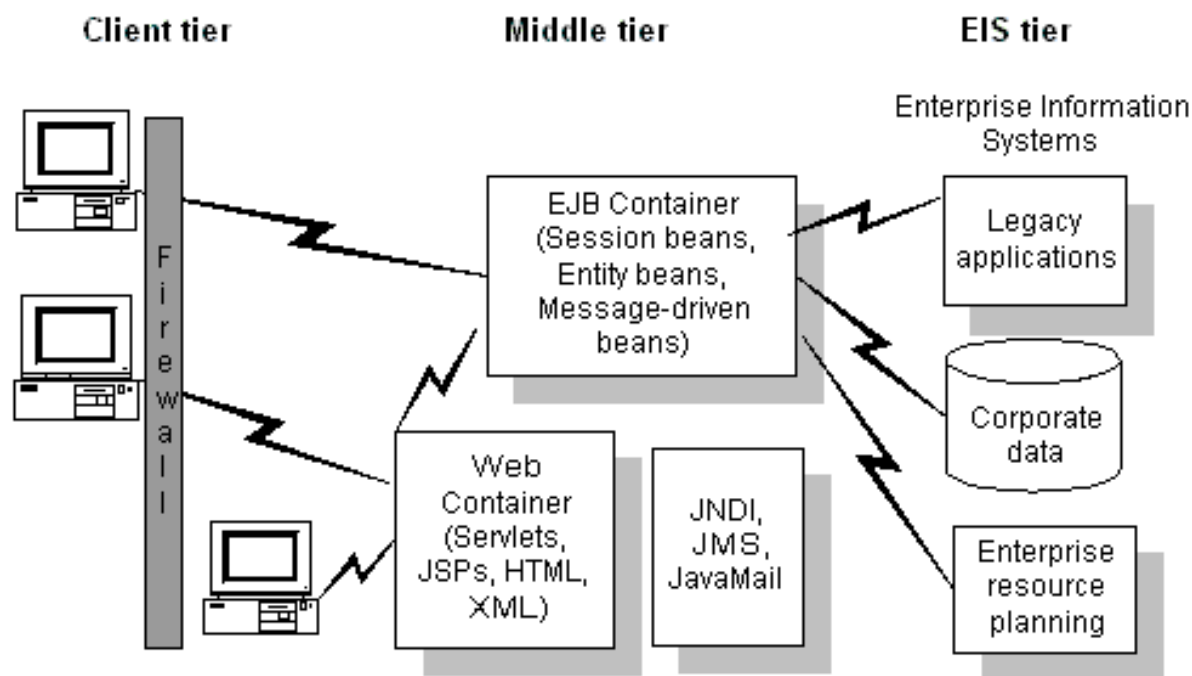 Client tier
Middle tier
EIS tier
Enterprise Information
Systems
Firewall
EJB Container
(Session beans,
Entity beans,
Message-driven
beans)
Legacy
applications
Corporate
data
Web
Container
(Servlets,
JSPs, HTML,
XML)
JNDI,
JMS,
JavaMail
Enterprise
resource
planning